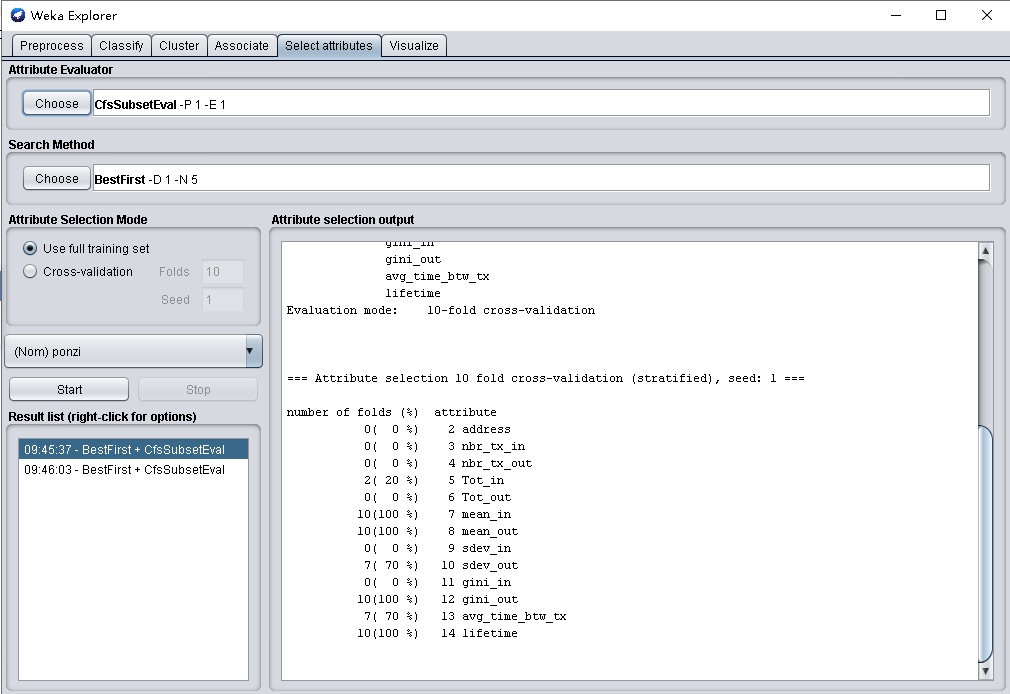 Weka Explorer
Preprocess Classify Cluster Associate Select attributes Visualize
Attribute Evaluator
Choose CfsSubsetEval -P 1 -E 1
Search Method
Choose BestFirst -D 1 -N 5
Attribute Selection Mode
Use full training set
Cross-validation Folds 10
Seed 1
(Nom) ponzi
Start Stop
Result list (right-click for options)
09:45:37 - BestFirst + CfsSubsetEval
09:46:03 - BestFirst + CfsSubsetEval
Attribute selection output
gini_in
gini_out
avg_time_btw_tx
lifetime
Evaluation mode: 10-fold cross-validation
=== Attribute selection 10 fold cross-validation (stratified), seed: 1 ===
number of folds (%) attribute
0( 0 %) 2 address
0( 0 %) 3 nbr_tx_in
0( 0 %) 4 nbr_tx_out
2( 20 %) 5 Tot_in
0( 0 %) 6 Tot_out
10(100 %) 7 mean_in
10(100 %) 8 mean_out
0( 0 %) 9 sdev_in
7( 70 %) 10 sdev_out
0( 0 %) 11 gini_in
10(100 %) 12 gini_out
7( 70 %) 13 avg_time_btw_tx
10(100 %) 14 lifetime